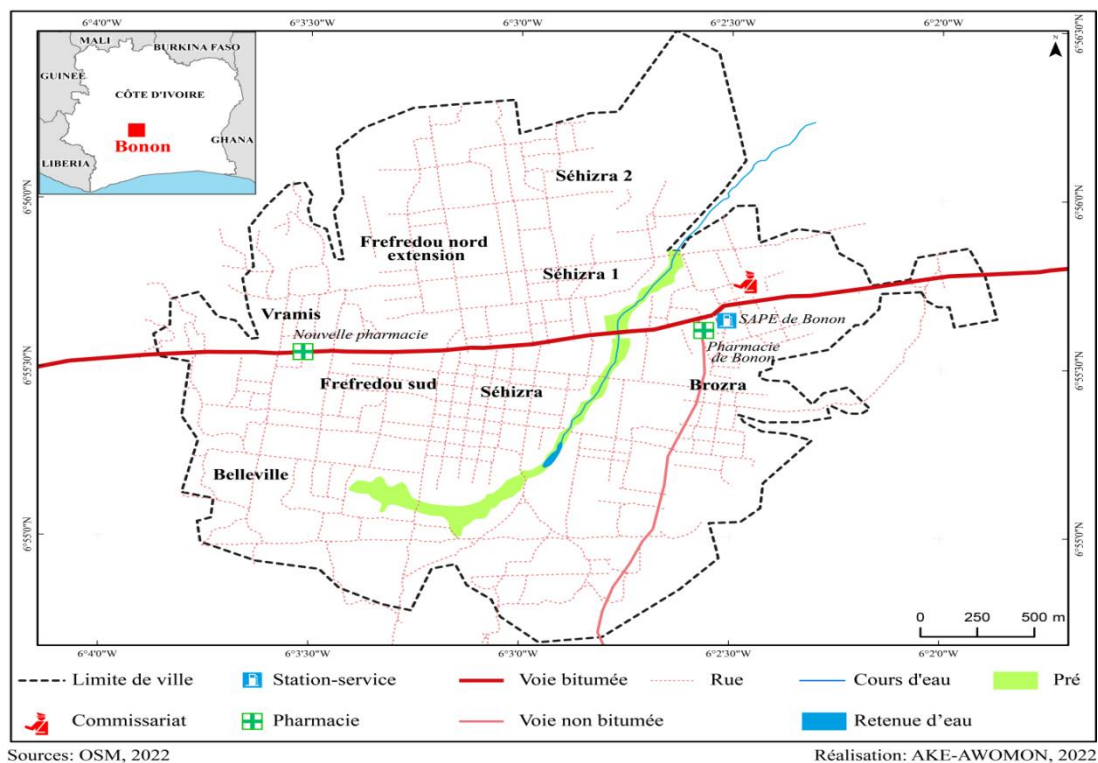 6°4'0"W
6°3'30"W
6°3'0"W
6°2'30"W
6°2'0"W
6°56'30"N
6°56'0"N
6°55'30"N
6°55'0"N
MALI
BURKINA FASO
GUINEE
CÔTE D'IVOIRE
Bonon
GHANA
LIBERIA
N
6°56'0"N
6°55'30"N
6°55'0"N
Séhizra 2
Frefredou nord
extension
Séhizra 1
Vramis
Nouvelle pharmacie
SAPE de Bonon
Pharmacie
de Bonon
Frefredou sud
Séhizra
Brozra
Belleville
0 250 500 m
6°4'0"W
6°3'30"W
6°3'0"W
6°2'30"W
6°2'0"W
Limite de ville
Station-service
Voie bitumée
Rue
Cours d'eau
Pré
Commissariat
Pharmacie
Voie non bitumée
Retenue d'eau
Sources: OSM, 2022
Réalisation: AKE-AWOMON, 2022